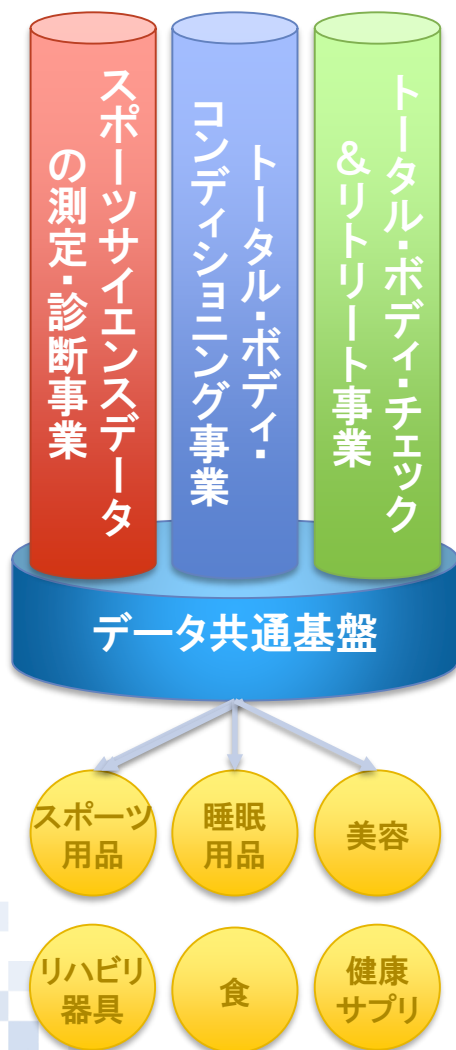 スポーツサイエンスデータ
の測定・診断事業
トータル・ボディ・
コンディショニング事業
トータル・ボディ・チェック
＆リトリート事業
データ共通基盤
スポーツ
用品
睡眠
用品
美容
リハビリ
器具
食
健康
サプリ